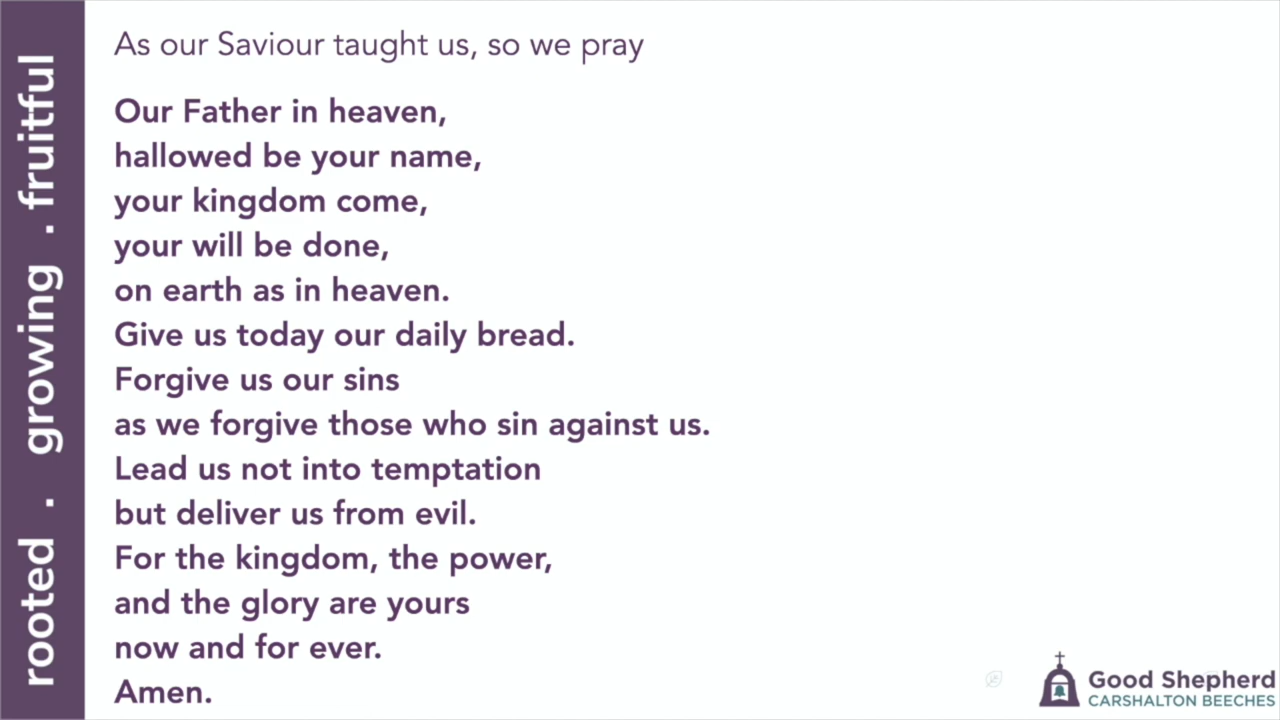 rooted . growing . fruitful
As our Saviour taught us, so we pray
Our Father in heaven,
hallowed be your name,
your kingdom come,
your will be done,
on earth as in heaven.
Give us today our daily bread.
Forgive us our sins
as we forgive those who sin against us.
Lead us not into temptation
but deliver us from evil.
For the kingdom, the power,
and the glory are yours
now and for ever.
Amen.
Good Shepherd
CARSHALTON BEECHES